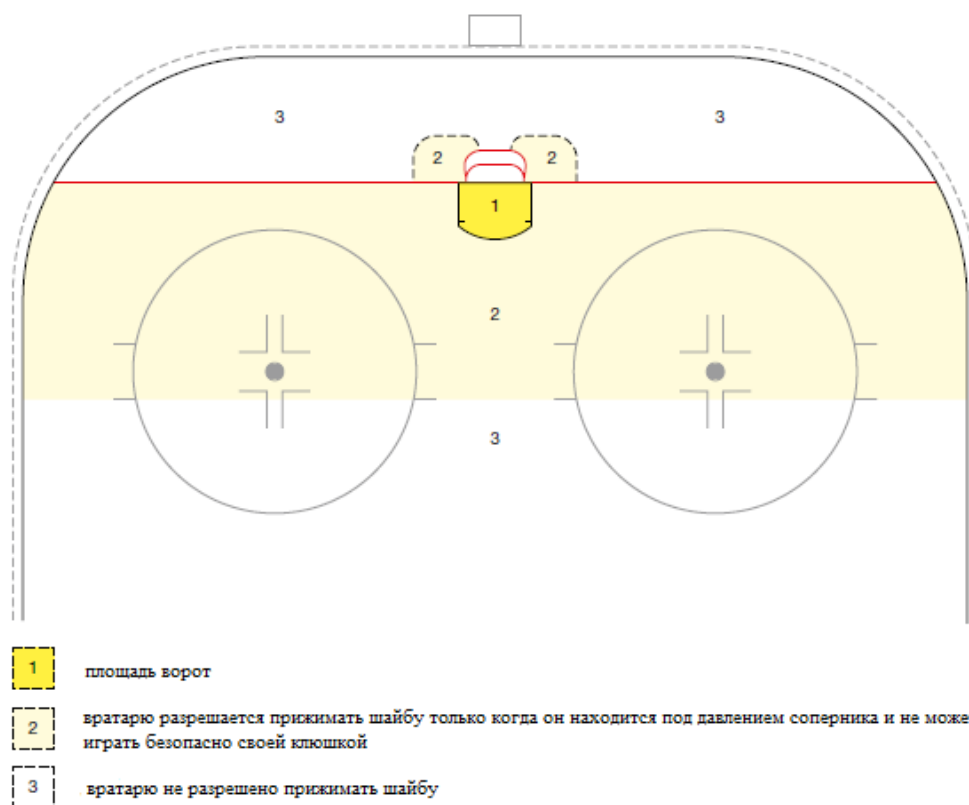 3 3
2 2
1
2
3
1 площадь ворот
2 вратарю разрешается прижимать шайбу только когда он находится под давлением соперника и не може
играть безопасно своей клюшкой
3 вратарю не разрешено прижимать шайбу